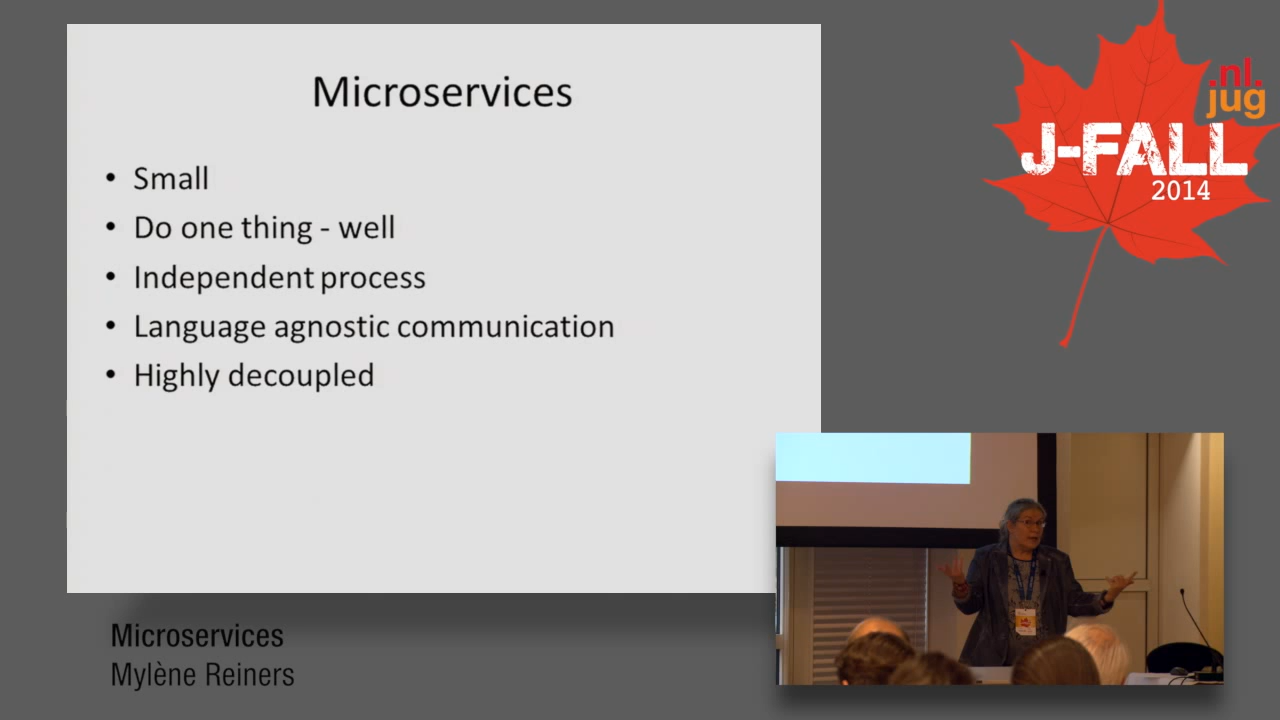 Microservices
• Small
• Do one thing - well
• Independent process
• Language agnostic communication
• Highly decoupled
.nl.
jug
J-FALL
2014
Microservices
Mylène Reiners